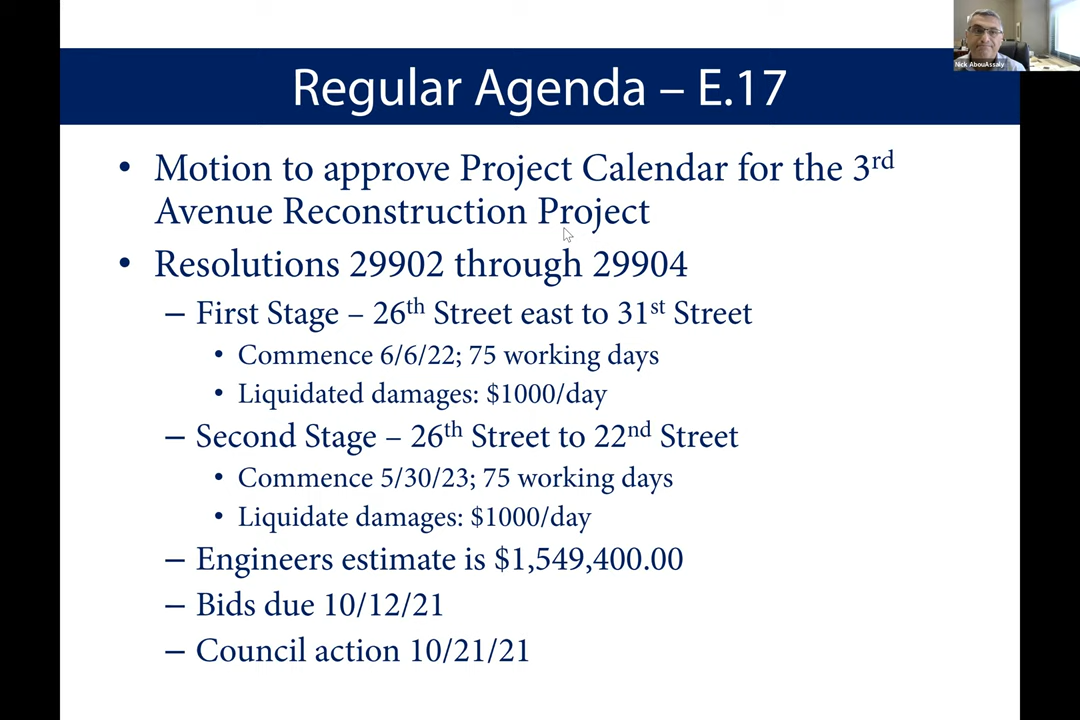 Nick AbouAssaly
Regular Agenda – E.17
• Motion to approve Project Calendar for the 3rd
Avenue Reconstruction Project
• Resolutions 29902 through 29904
– First Stage – 26th Street east to 31st Street
• Commence 6/6/22; 75 working days
• Liquidated damages: $1000/day
– Second Stage – 26th Street to 22nd Street
• Commence 5/30/23; 75 working days
• Liquidate damages: $1000/day
– Engineers estimate is $1,549,400.00
– Bids due 10/12/21
– Council action 10/21/21